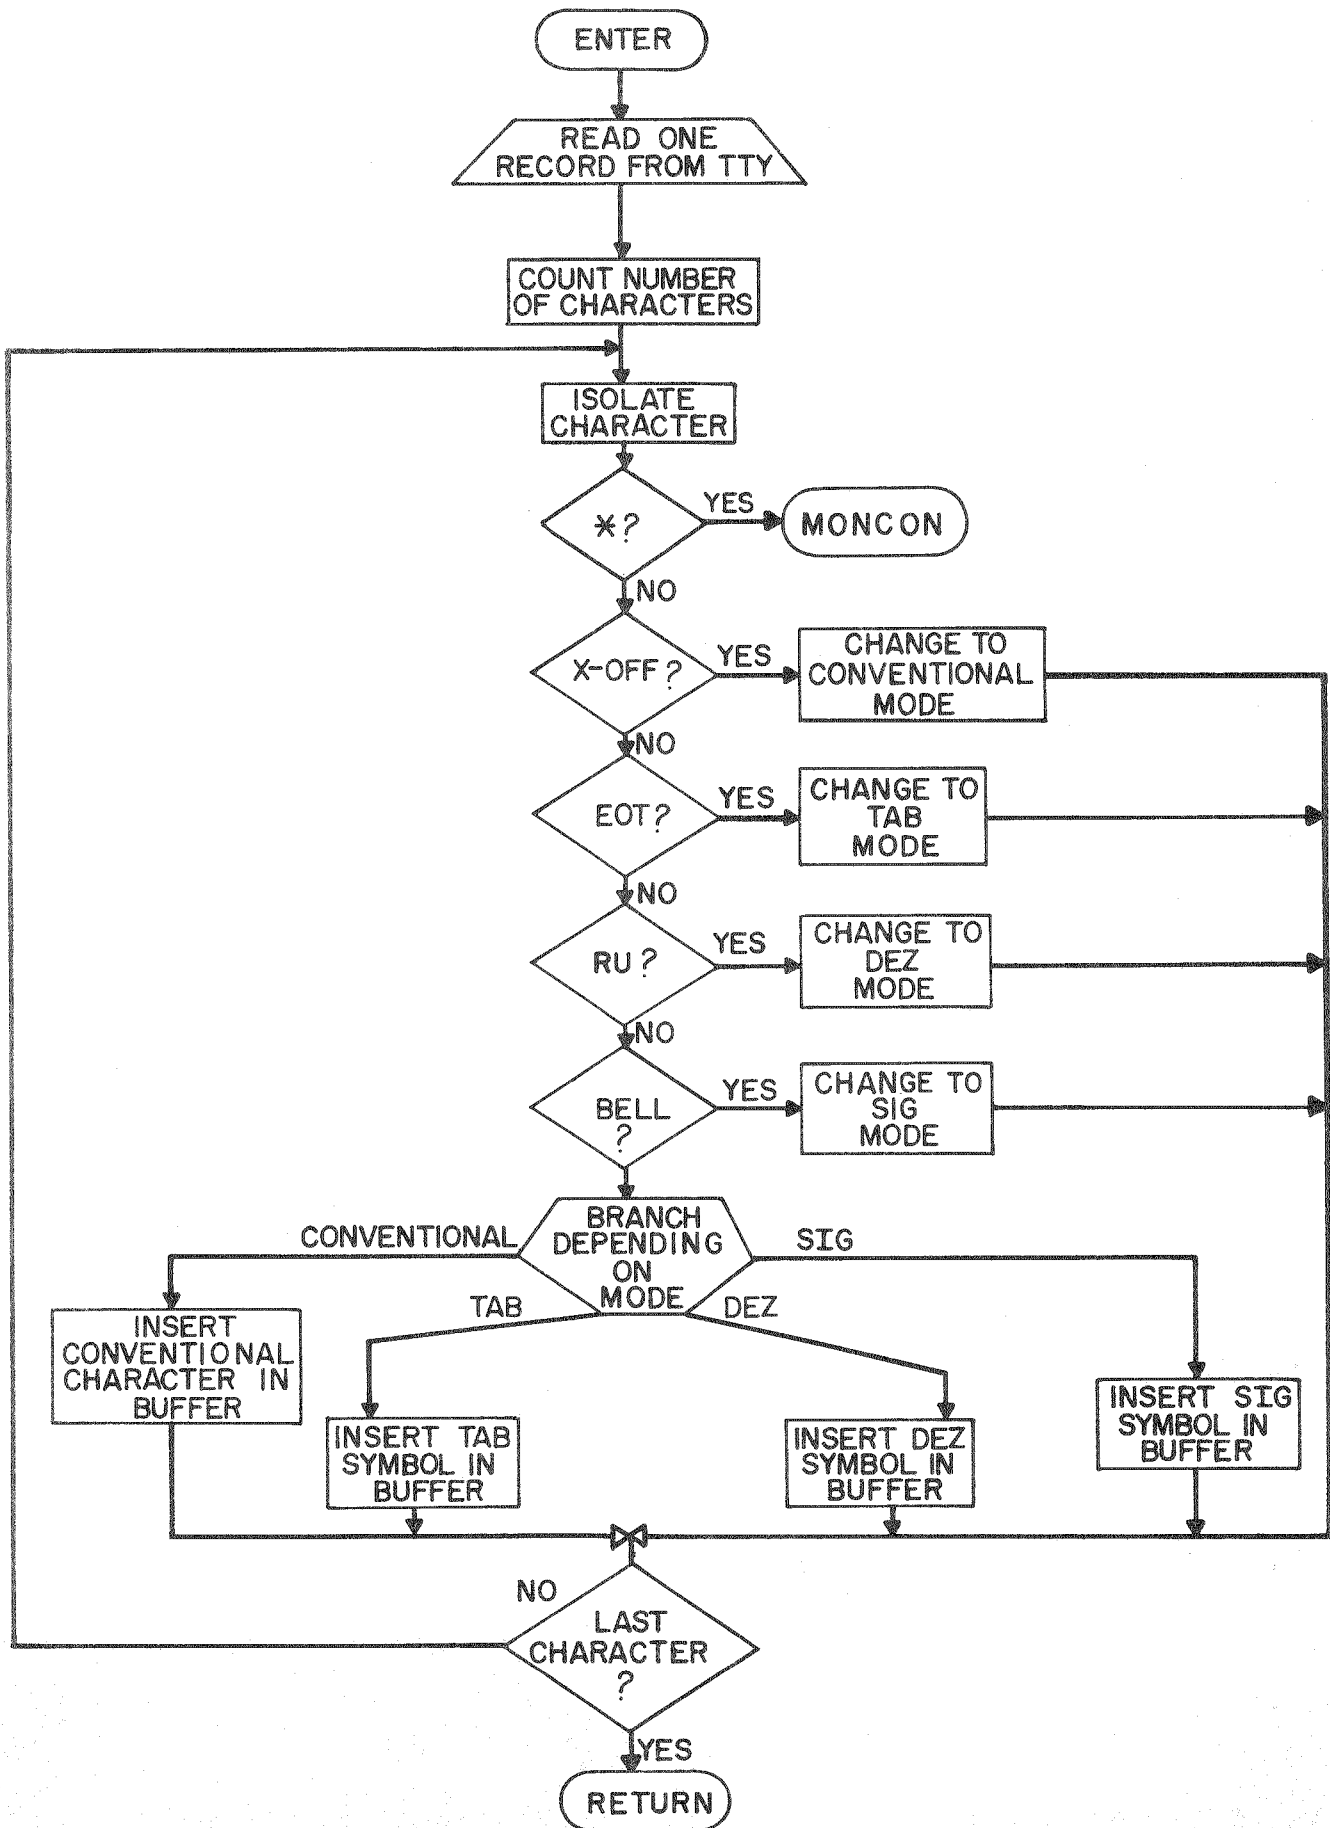 ENTER
READ ONE
RECORD FROM TTY
COUNT NUMBER
OF CHARACTERS
ISOLATE
CHARACTER
*?
YES
MONCON
NO
X-OFF?
YES
CHANGE TO
CONVENTIONAL
MODE
NO
EOT?
YES
CHANGE TO
TAB
MODE
NO
RU?
YES
CHANGE TO
DEZ
MODE
NO
BELL
?
YES
CHANGE TO
SIG
MODE
BRANCH
DEPENDING
ON
MODE
CONVENTIONAL
SIG
TAB
DEZ
INSERT
CONVENTIONAL
CHARACTER IN
BUFFER
INSERT TAB
SYMBOL IN
BUFFER
INSERT DEZ
SYMBOL IN
BUFFER
INSERT SIG
SYMBOL IN
BUFFER
NO
LAST
CHARACTER
?
YES
RETURN